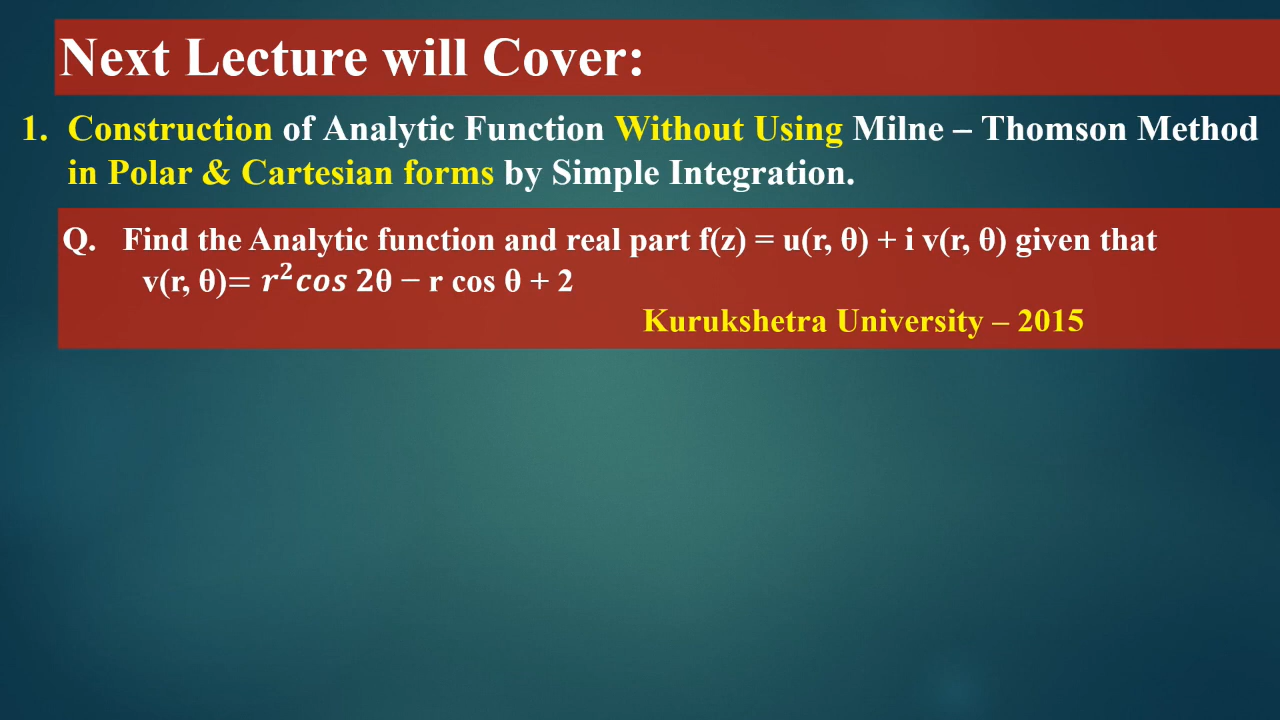 Next Lecture will Cover:
1. Construction of Analytic Function Without Using Milne – Thomson Method
in Polar & Cartesian forms by Simple Integration.
Q. Find the Analytic function and real part f(z) = u(r, θ) + i v(r, θ) given that
v(r, θ)= 𝒓²𝒄𝒐𝒔 𝟐θ − r cos θ + 2
Kurukshetra University – 2015